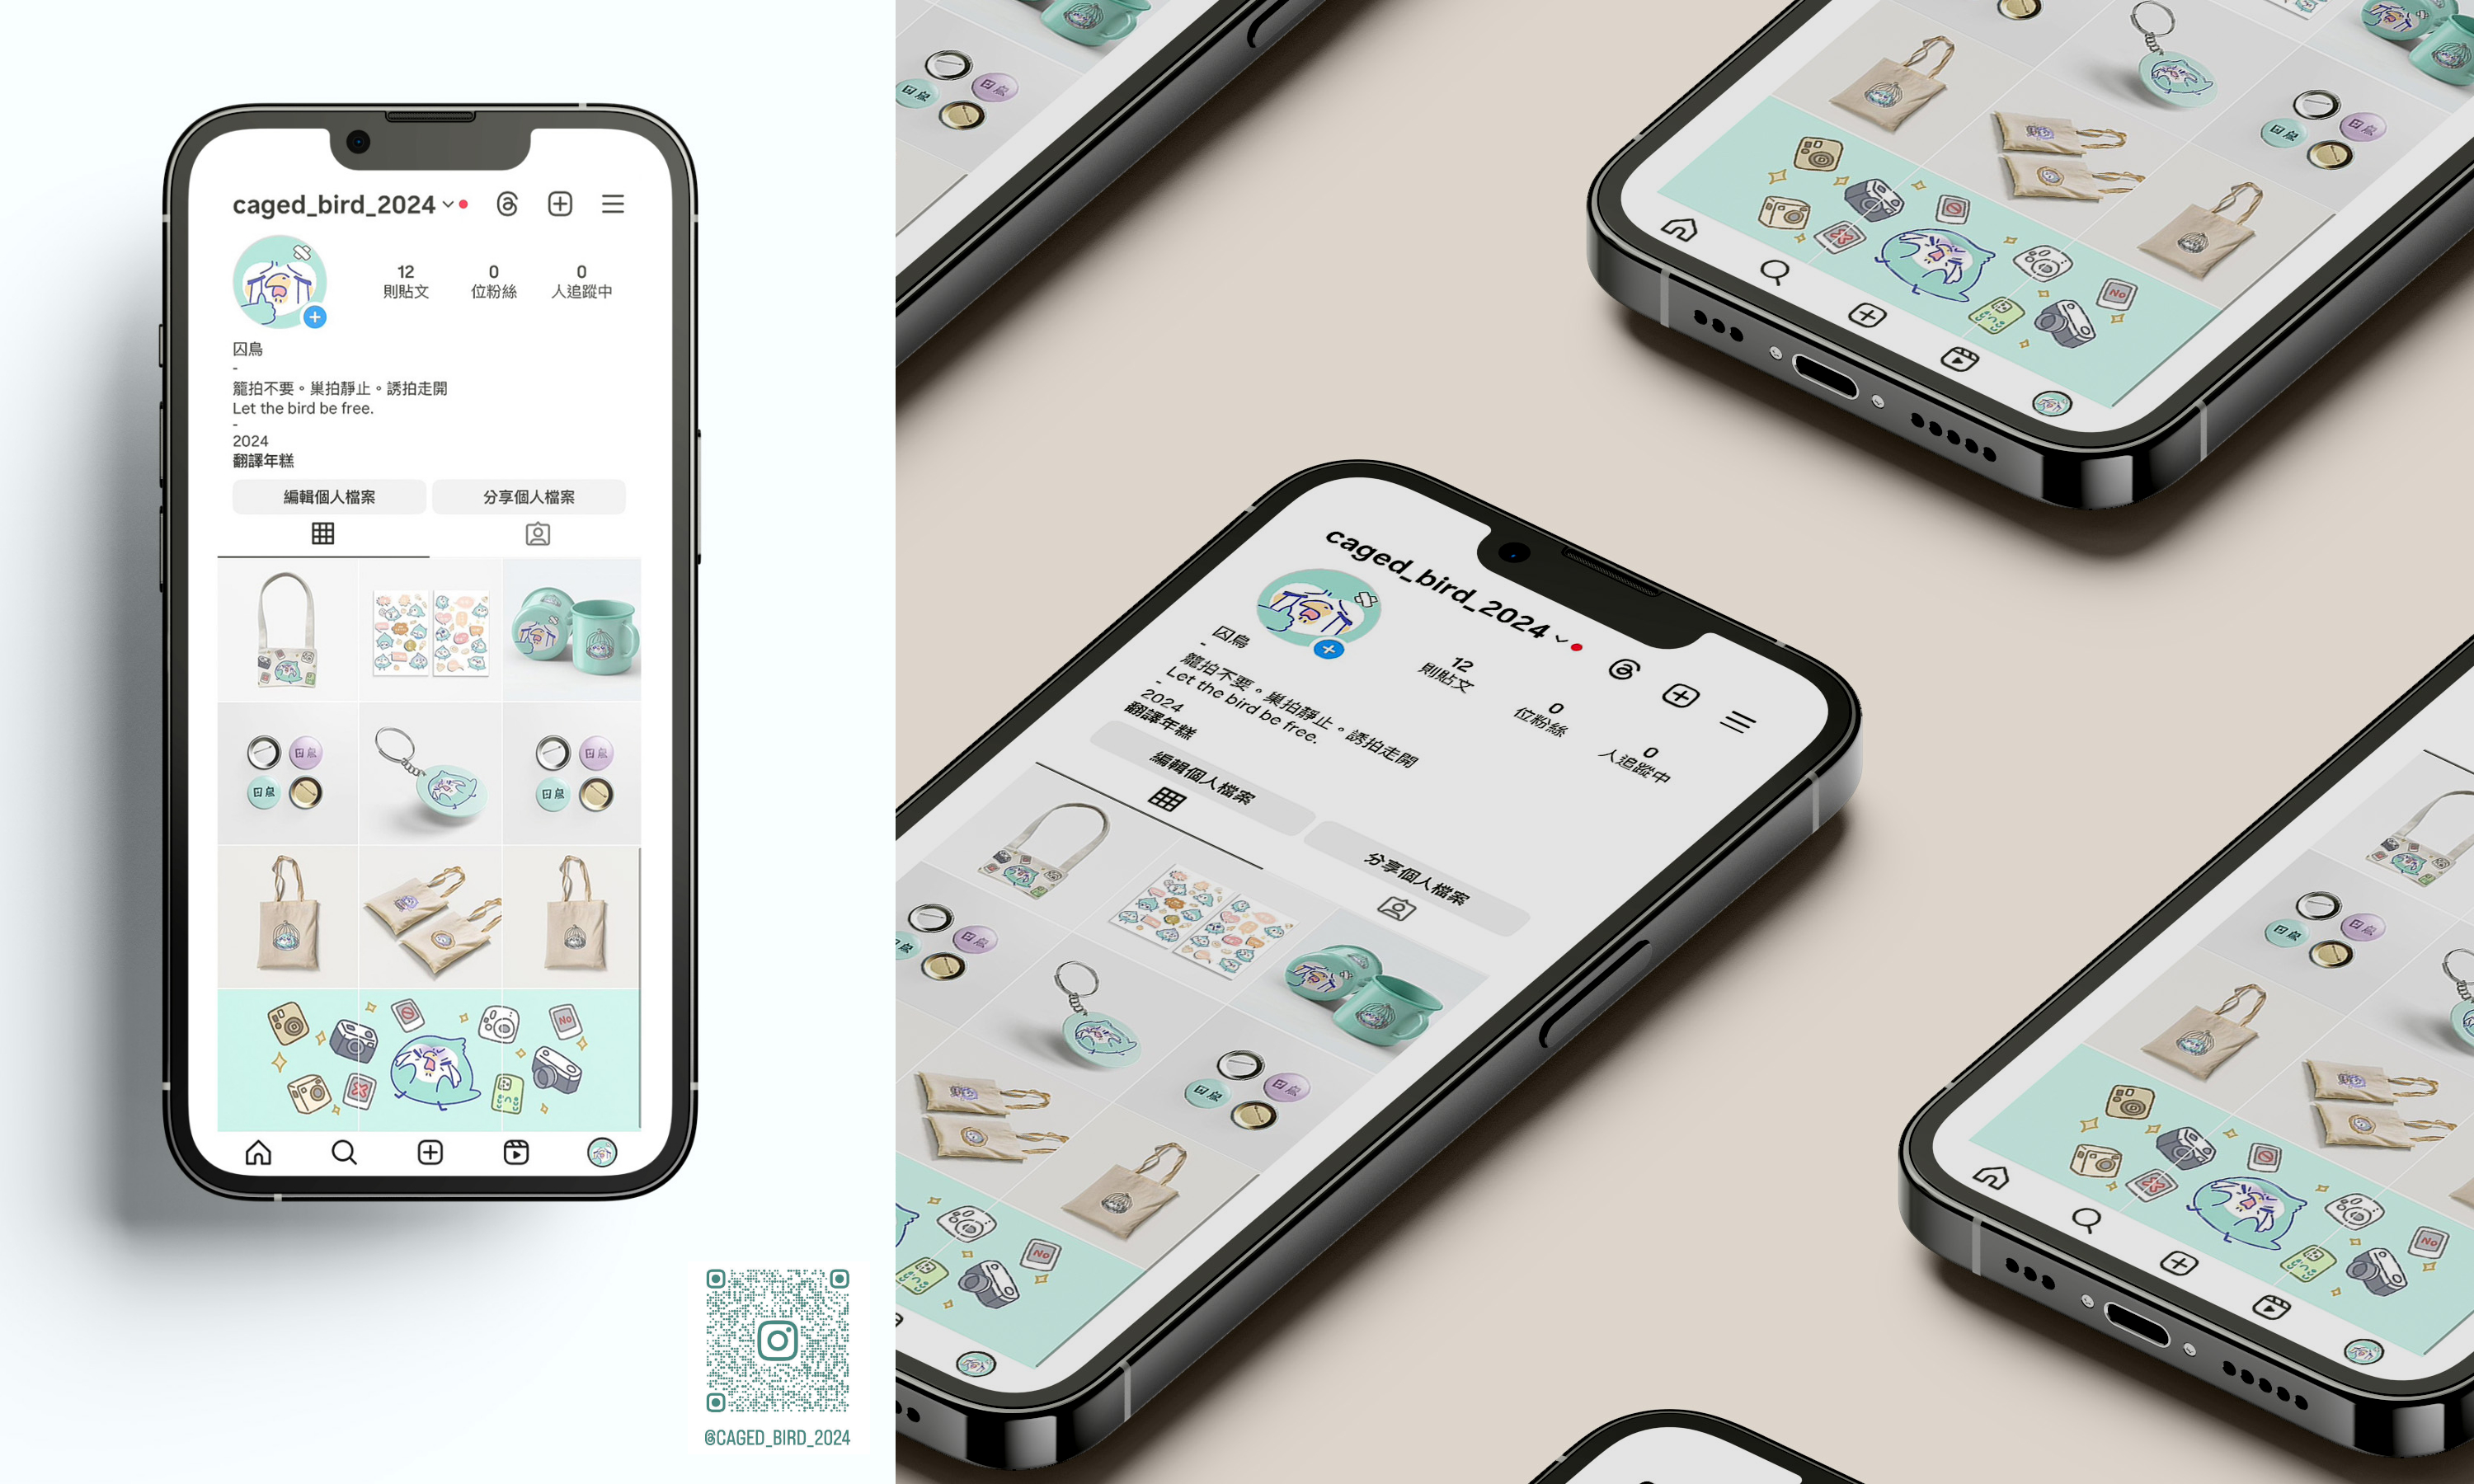 caged_bird_2024
12
0
0
則貼文
位粉絲
人追蹤中
囚鳥
-
籠拍不要。巢拍靜止。誘拍走開
Let the bird be free.
-
2024
翻譯年糕
編輯個人檔案
分享個人檔案
No
@CAGED_BIRD_2024
caged_bird_2024
12
則貼文
0
位粉絲
0
人追蹤中
囚鳥
-
籠拍不要。巢拍靜止。誘拍走開
Let the bird be free.
-
2024
翻譯年糕
編輯個人檔案
分享個人檔案
No
No
No